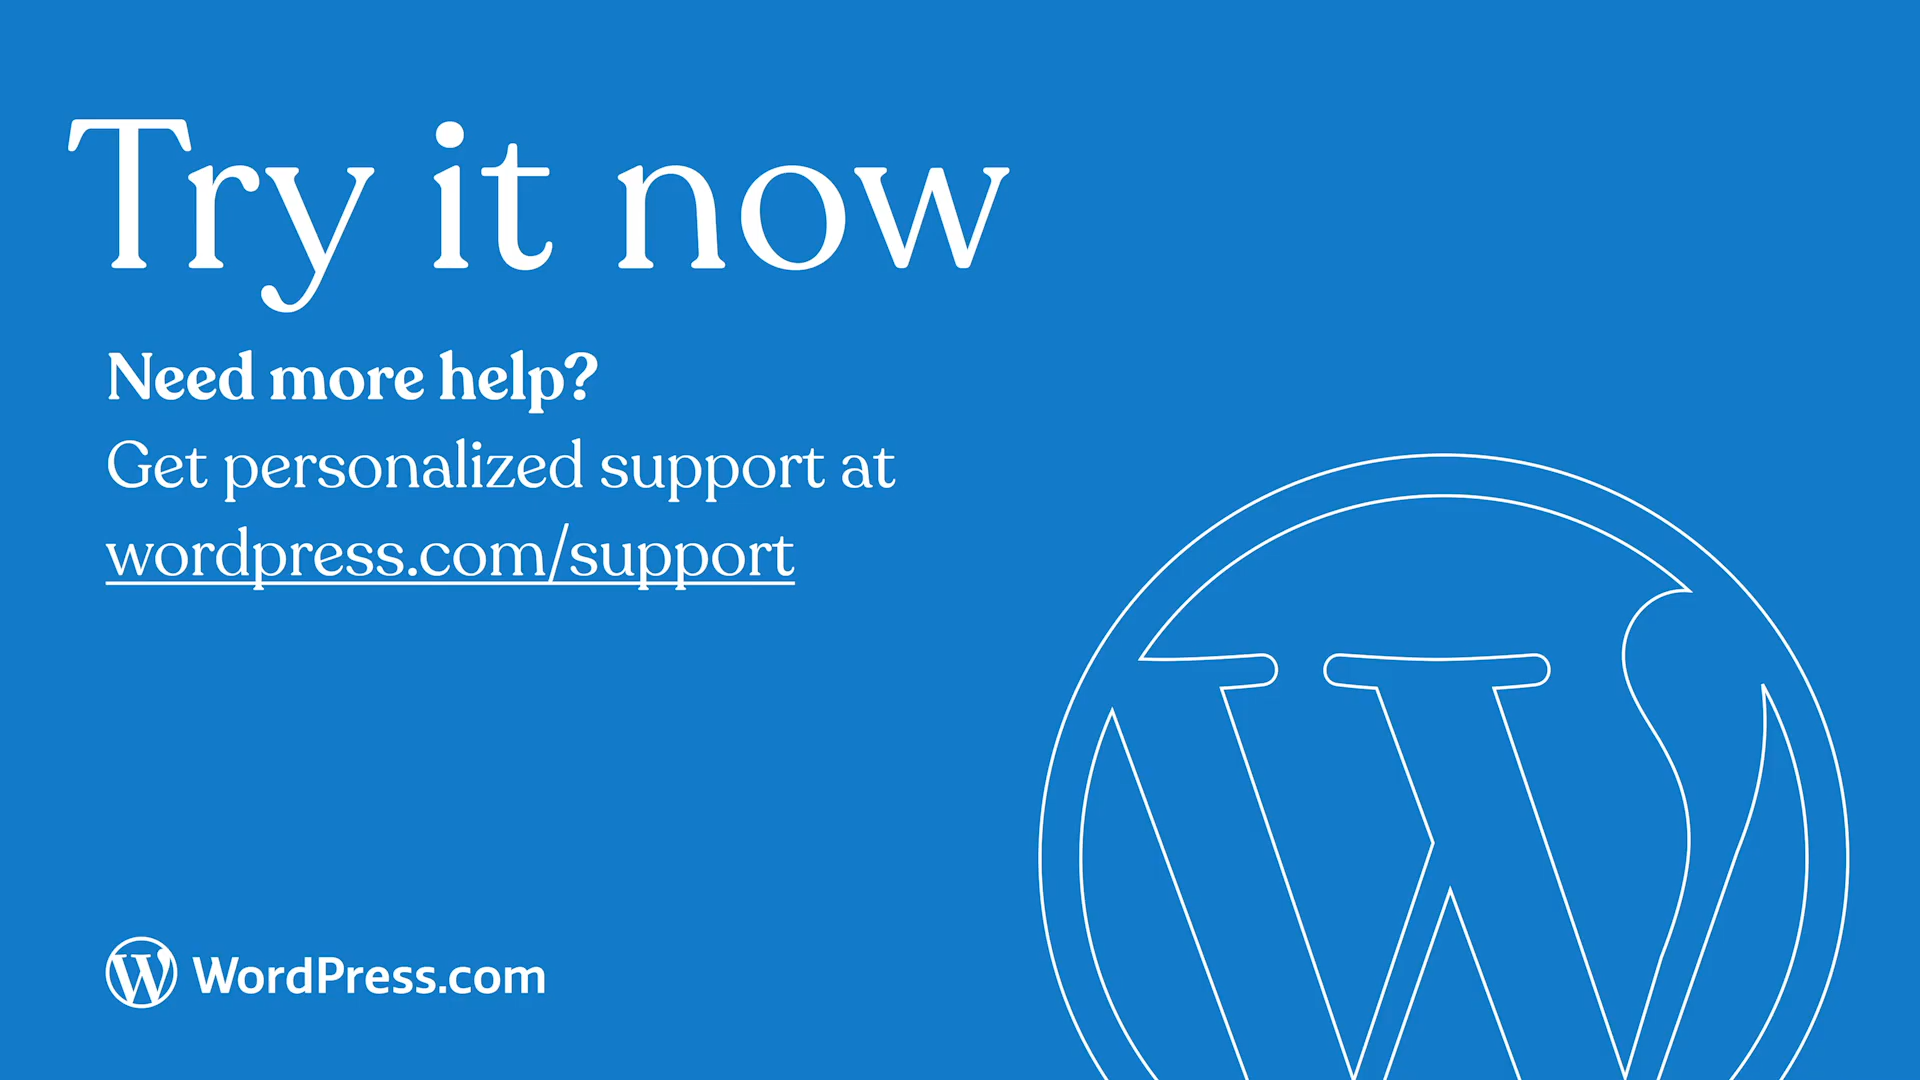 Try it now
Need more help?
Get personalized support at
wordpress.com/support
WordPress.com